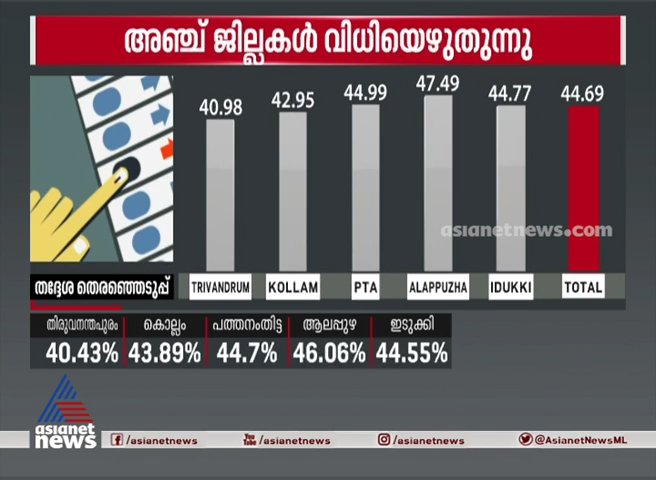 അഞ്ച് ജില്ലകൾ വിധിയെഴുതുന്നു
40.98 42.95 44.99 47.49 44.77 44.69
asianetnews.com
TRIVANDRUM KOLLAM PTA ALAPPUZHA IDUKKI TOTAL
തദ്ദേശ തെരഞ്ഞെടുപ്പ്
തിരുവനന്തപുരം കൊല്ലം പത്തനംതിട്ട ആലപ്പുഴ ഇടുക്കി
40.43% 43.89% 44.7% 46.06% 44.55%
asianet
news
/asianetnews
You Tube /asianetnews
/asianetnews
@AsianetNewsML